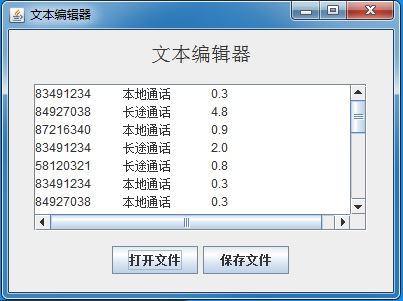 文本编辑器
文本编辑器
83491234 本地通话 0.3
84927038 长途通话 4.8
87216340 本地通话 0.9
83491234 长途通话 2.0
58120321 长途通话 0.8
83491234 本地通话 0.3
84927038 本地通话 0.3
打开文件 保存文件